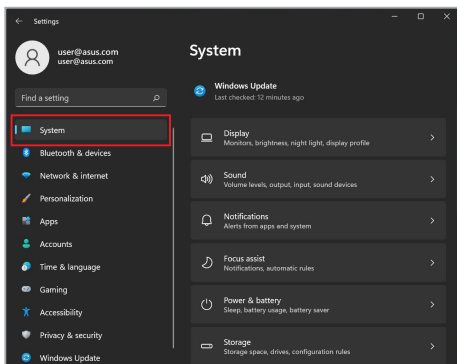 Settings
user@asus.com
user@asus.com
Find a setting
System
Bluetooth & devices
Network & internet
Personalization
Apps
Accounts
Time & language
Gaming
Accessibility
Privacy & security
Windows Update
System
Windows Update
Last checked: 12 minutes ago
Display
Monitors, brightness, night light, display profile
Sound
Volume levels, output, input, sound devices
Notifications
Alerts from apps and system
Focus assist
Notifications, automatic rules
Power & battery
Sleep, battery usage, battery saver
Storage
Storage space, drives, configuration rules